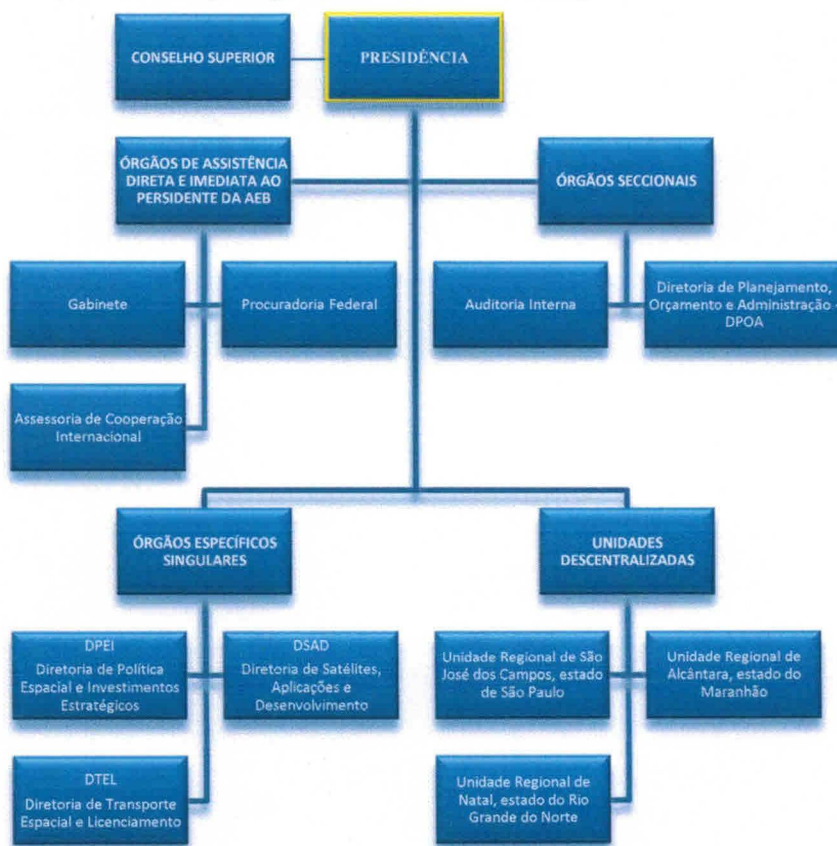 CONSELHO SUPERIOR
PRESIDÊNCIA
ÓRGÃOS DE ASSISTÊNCIA
DIRETA E IMEDIATA AO
PERSIDENTE DA AEB
ÓRGÃOS SECCIONAIS
Gabinete
Procuradoria Federal
Auditoria Interna
Diretoria de Planejamento,
Orçamento e Administração -
DPOA
Assessoria de Cooperação
Internacional
ÓRGÃOS ESPECÍFICOS
SINGULARES
UNIDADES
DESCENTRALIZADAS
DPEI
Diretoria de Política
Espacial e Investimentos
Estratégicos
DSAD
Diretoria de Satélites,
Aplicações e
Desenvolvimento
Unidade Regional de São
José dos Campos, estado
de São Paulo
Unidade Regional de
Alcântara, estado do
Maranhão
DTEL
Diretoria de Transporte
Espacial e Licenciamento
Unidade Regional de
Natal, estado do Rio
Grande do Norte